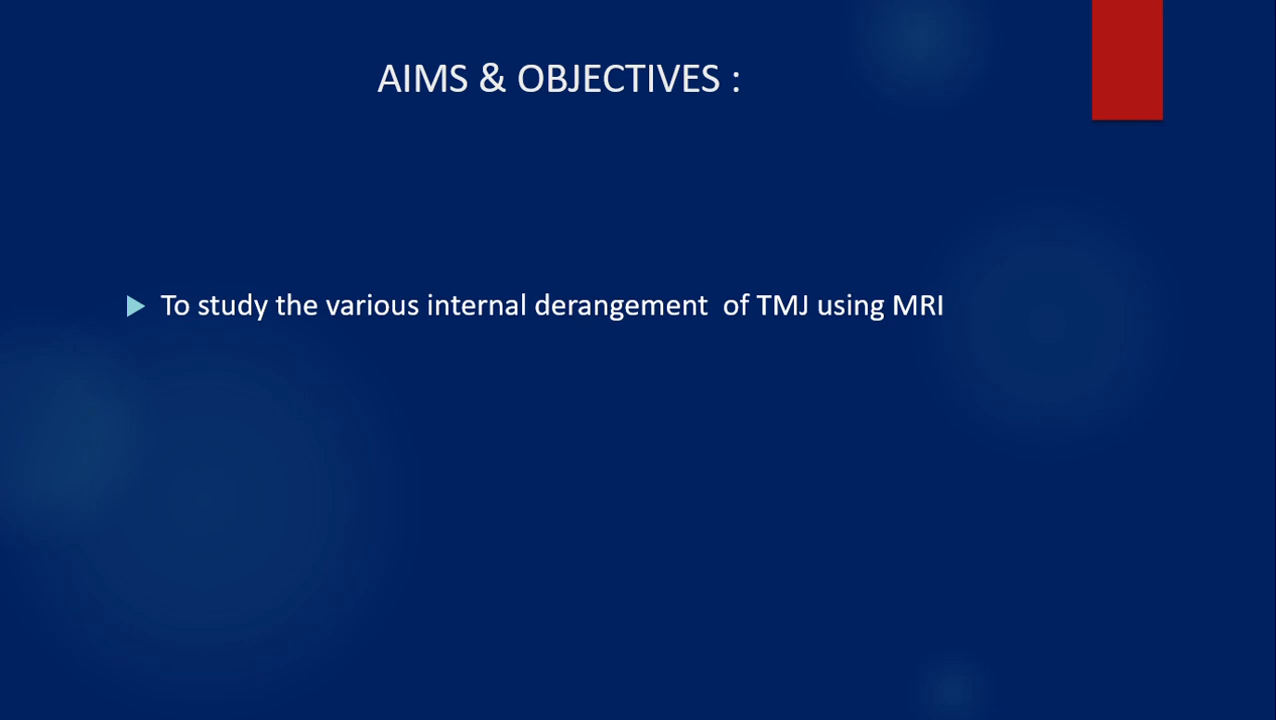 AIMS & OBJECTIVES :
To study the various internal derangement  of TMJ using MRI